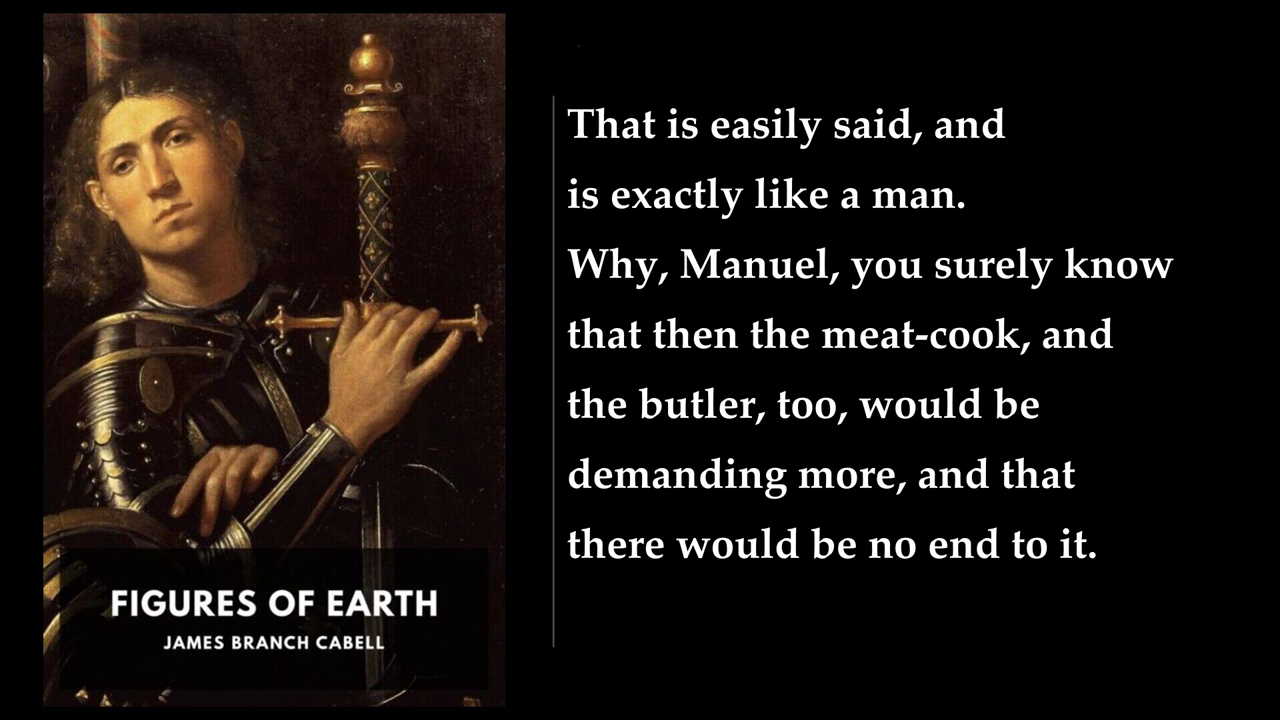 FIGURES OF EARTH
JAMES BRANCH CABELL
That is easily said, and
is exactly like a man.
Why, Manuel, you surely know
that then the meat-cook, and
the butler, too, would be
demanding more, and that
there would be no end to it.